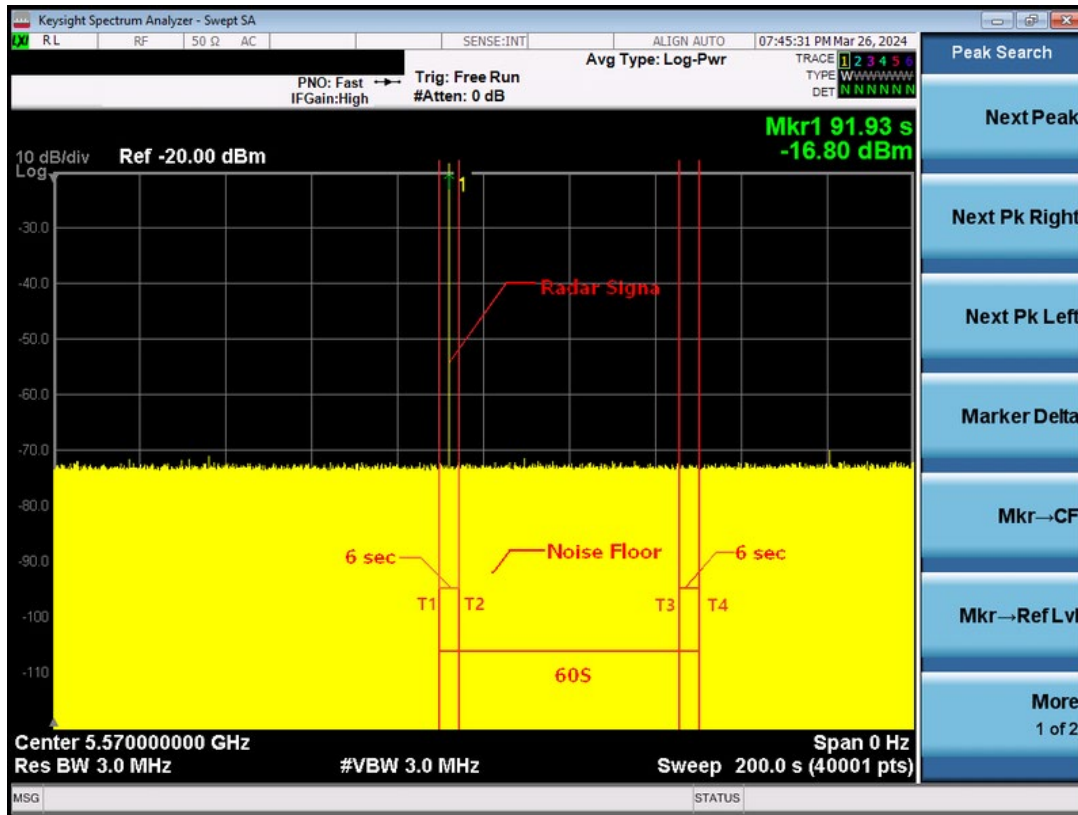 Keysight Spectrum Analyzer - Swept SA
LXI RL RF 50 Ω AC SENSE:INT ALIGN AUTO 07:45:31 PM Mar 26, 2024
PNO: Fast
IFGain:High
Trig: Free Run
#Atten: 0 dB
Avg Type: Log-Pwr
TRACE 1 2 3 4 5 6
TYPE WWWWWW
DET N N N N N N
Mkr1 91.93 s
-16.80 dBm
10 dB/div Ref -20.00 dBm
Log
1
-30.0
-40.0
-50.0
-60.0
-70.0
-80.0
-90.0
-100
-110
Radar Signa
6 sec
Noise Floor
6 sec
T1 T2 T3 T4
60S
Center 5.570000000 GHz Span 0 Hz
Res BW 3.0 MHz #VBW 3.0 MHz Sweep 200.0 s (40001 pts)
MSG STATUS
Peak Search
Next Peak
Next Pk Right
Next Pk Left
Marker Delta
Mkr→CF
Mkr→Ref Lvl
More
1 of 2